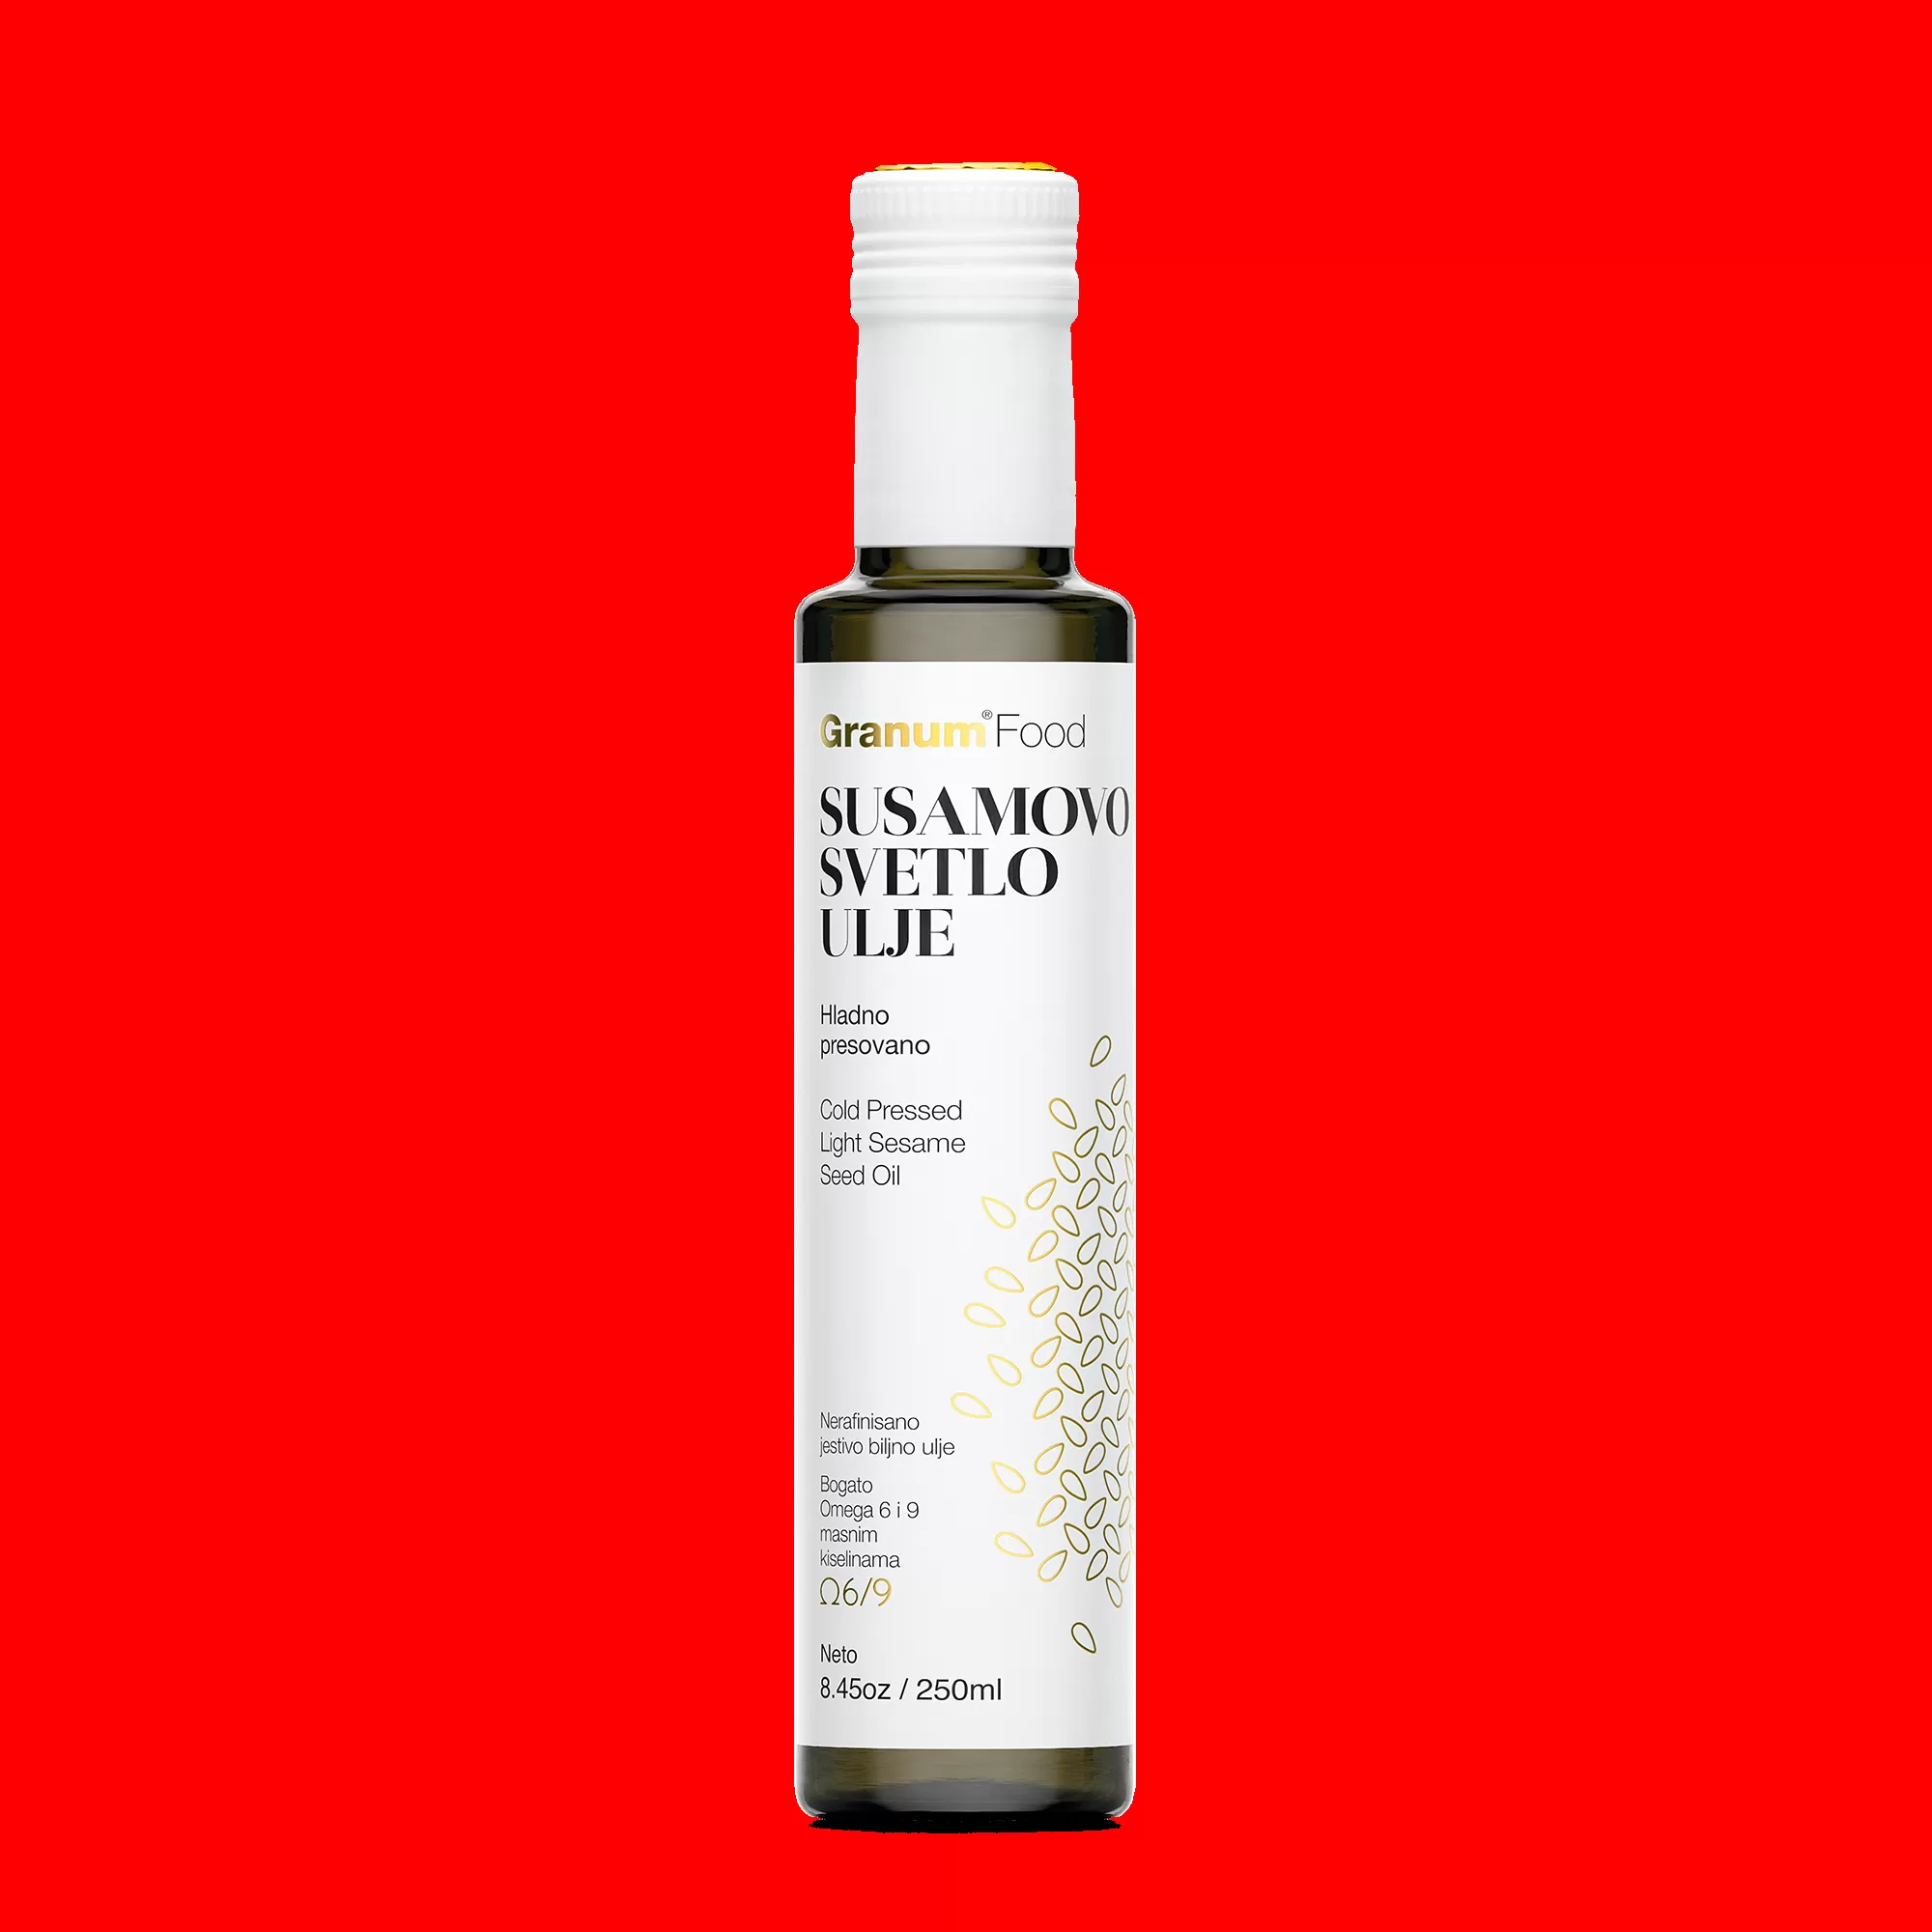 Granum® Food
SUSAMOVO
SVETLO
ULJE
Hladno
presovano
Cold Pressed
Light Sesame
Seed Oil
Nerafinisano
jestivo biljno ulje
Bogato
Omega 6 i 9
masnim
kiselinama
Ω6/9
Neto
8.45oz / 250ml